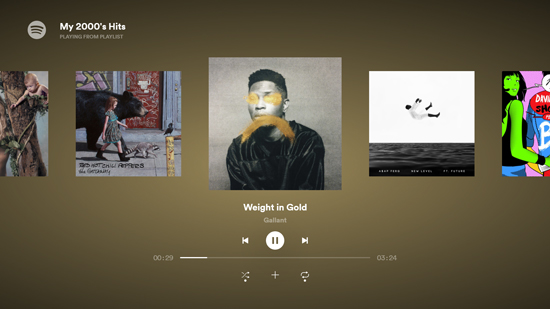 My 2000's Hits
PLAYING FROM PLAYLIST
RED HOT CHILI PEPPERS
the GETAWAY
A$AP FERG NEW LEVEL FT. FUTURE
Weight in Gold
Gallant
00:29
03:24